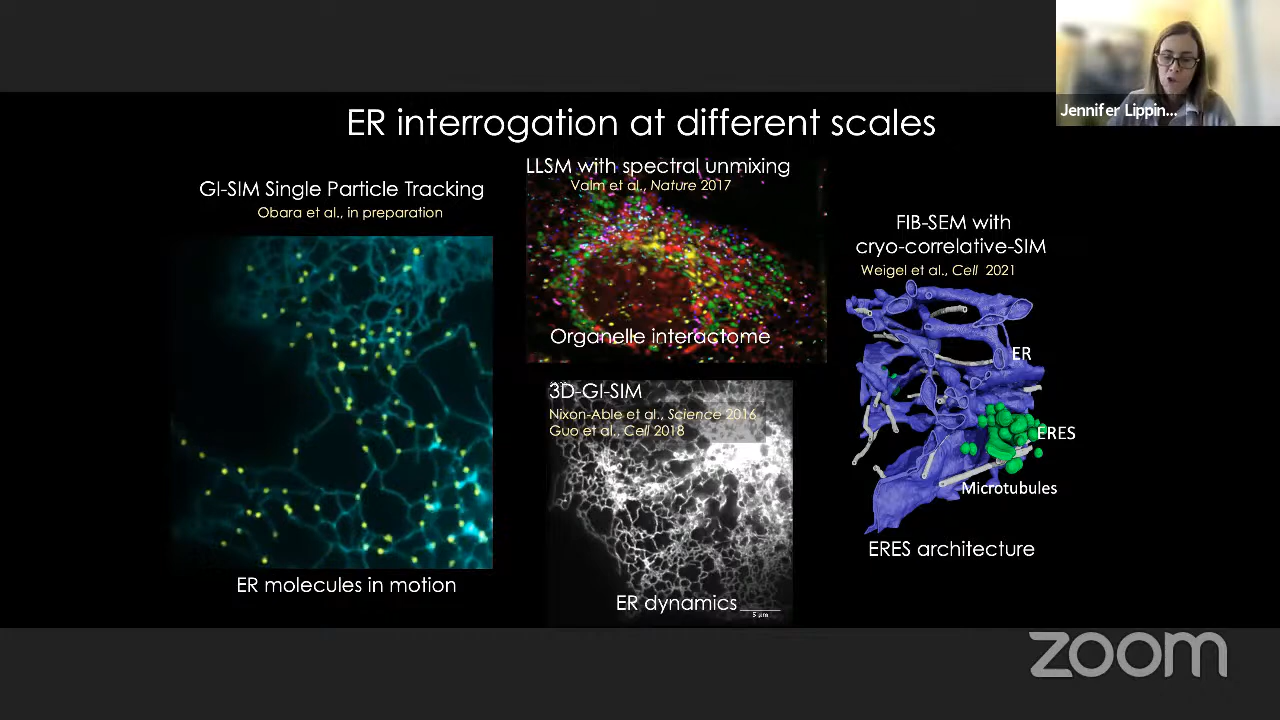 Jennifer Lippin...
ER interrogation at different scales
GI-SIM Single Particle Tracking
Obara et al., in preparation
ER molecules in motion
LLSM with spectral unmixing
Valm et al., Nature 2017
Organelle interactome
3D-GI-SIM
Nixon-Able et al., Science 2016
Guo et al., Cell 2018
ER dynamics
5 µm
FIB-SEM with
cryo-correlative-SIM
Weigel et al., Cell 2021
ER
ERES
Microtubules
ERES architecture
zoom